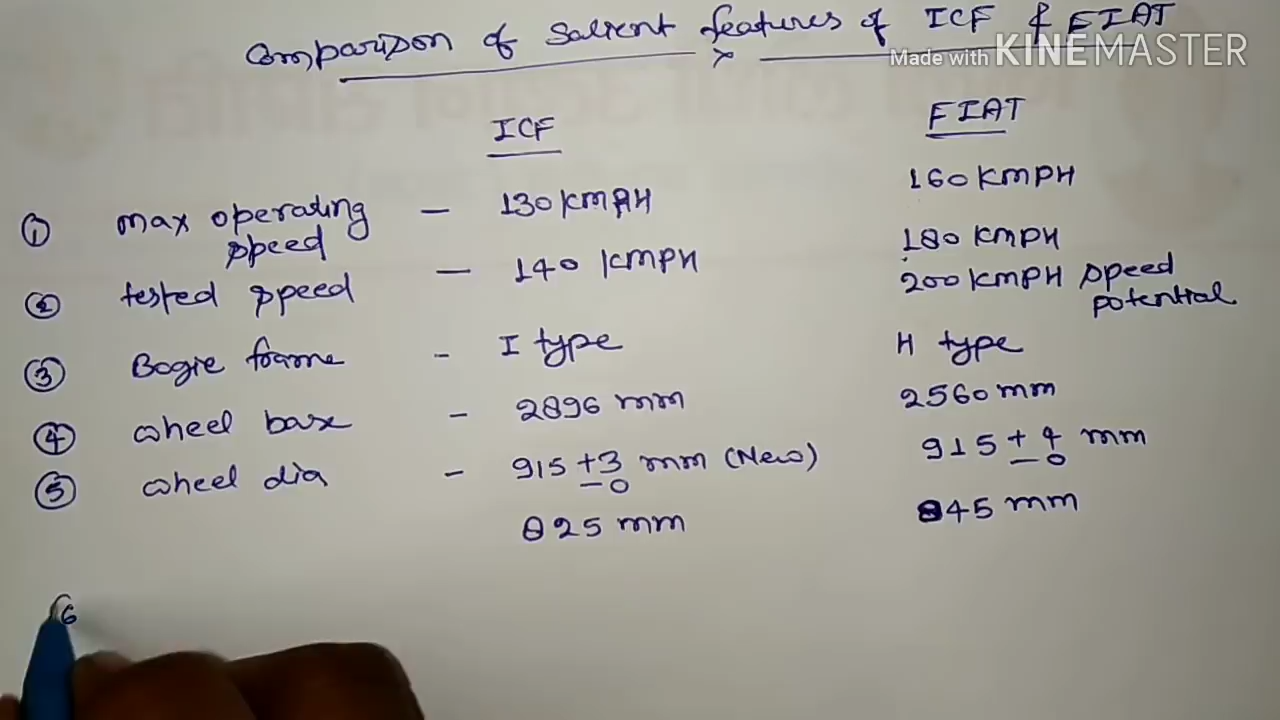 Comparison of Salient features of ICF & FIAT
Made with KINEMASTER
ICF FIAT
① max operating speed — 130 KMPH 160 KMPH
② tested speed — 140 KMPH 180 KMPH
200 KMPH speed potential
③ Bogie frame - I type H type
④ wheel base - 2896 mm 2560 mm
⑤ wheel dia - 915 +3 -0 mm (New) 915 +4 -0 mm
825 mm 845 mm
6